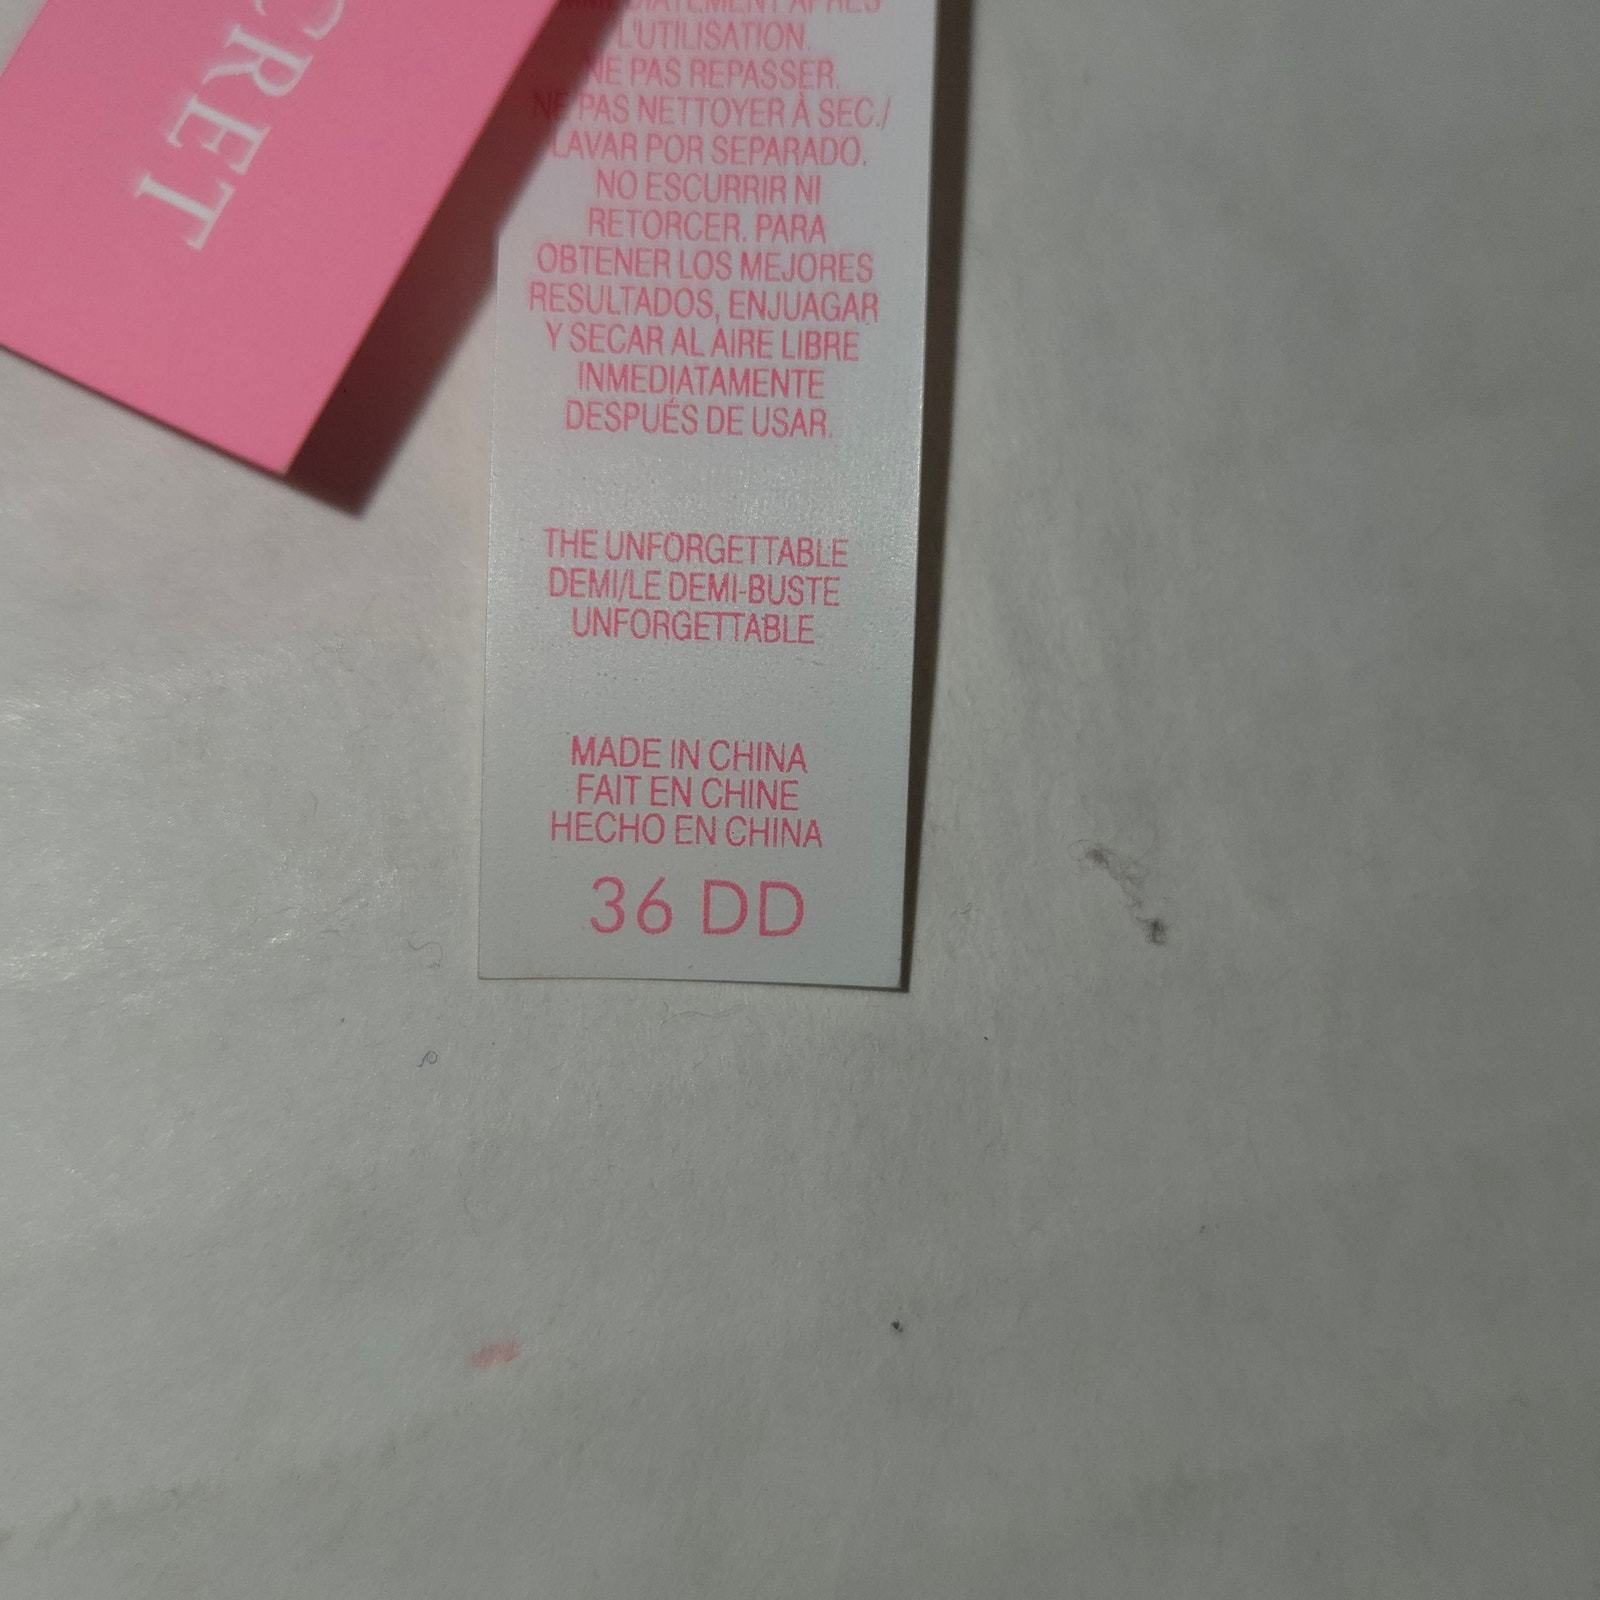 CRET
IMMÉDIATEMENT APRÈS
L'UTILISATION.
NE PAS REPASSER.
NE PAS NETTOYER À SEC./
LAVAR POR SEPARADO.
NO ESCURRIR NI
RETORCER. PARA
OBTENER LOS MEJORES
RESULTADOS, ENJUAGAR
Y SECAR AL AIRE LIBRE
INMEDIATAMENTE
DESPUÉS DE USAR.
THE UNFORGETTABLE
DEMI/LE DEMI-BUSTE
UNFORGETTABLE
MADE IN CHINA
FAIT EN CHINE
HECHO EN CHINA
36 DD